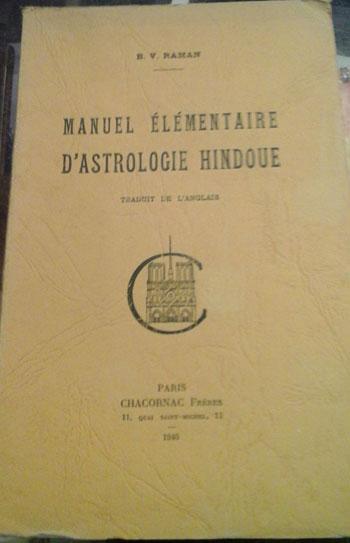 B. V. RAMAN
MANUEL ÉLÉMENTAIRE
D'ASTROLOGIE HINDOUE
TRADUIT DE L'ANGLAIS
PARIS
CHACORNAC FRÈRES
11, QUAI SAINT-MICHEL, 11